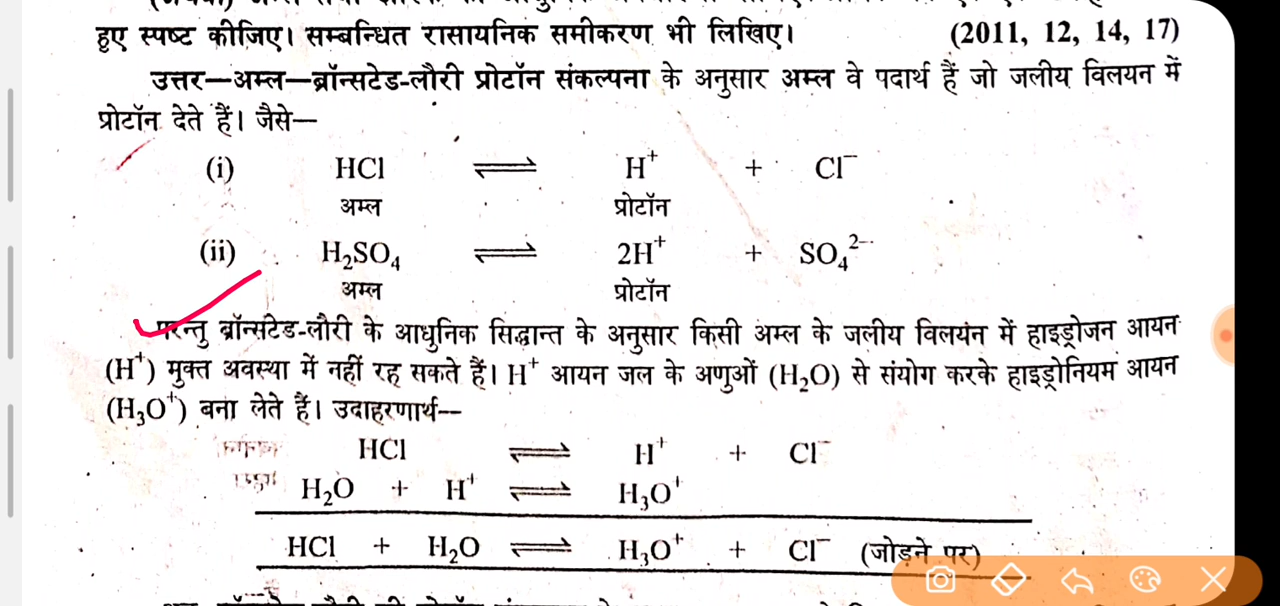 हुए स्पष्ट कीजिए। सम्बन्धित रासायनिक समीकरण भी लिखिए। (2011, 12, 14, 17)
उत्तर—अम्ल—ब्रॉन्सटेड-लौरी प्रोटॉन संकल्पना के अनुसार अम्ल वे पदार्थ हैं जो जलीय विलयन में
प्रोटॉन देते हैं। जैसे—
(i) HCl ⇌ H⁺ + Cl⁻
अम्ल प्रोटॉन
(ii) H₂SO₄ ⇌ 2H⁺ + SO₄²⁻
अम्ल प्रोटॉन
परन्तु ब्रॉन्सटेड-लौरी के आधुनिक सिद्धान्त के अनुसार किसी अम्ल के जलीय विलयन में हाइड्रोजन आयन
(H⁺) मुक्त अवस्था में नहीं रह सकते हैं। H⁺ आयन जल के अणुओं (H₂O) से संयोग करके हाइड्रोनियम आयन
(H₃O⁺) बना लेते हैं। उदाहरणार्थ—
HCl ⇌ H⁺ + Cl⁻
H₂O + H⁺ ⇌ H₃O⁺
HCl + H₂O ⇌ H₃O⁺ + Cl⁻ (जोड़ने पर)